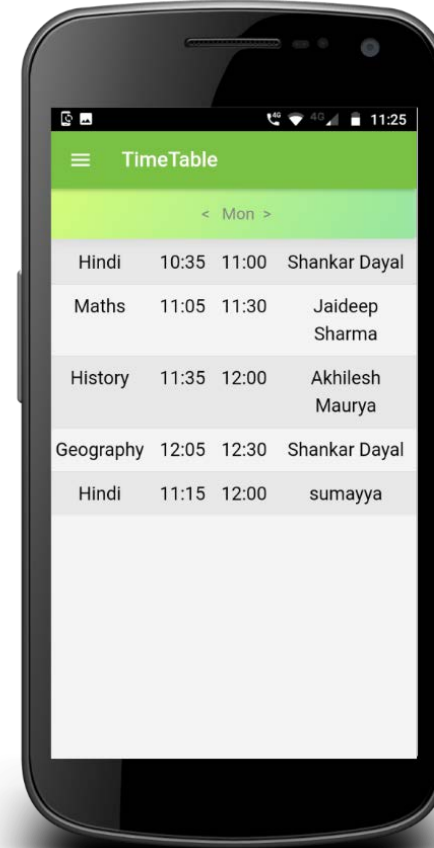 4G 4G 11:25
TimeTable
< Mon >
Hindi 10:35 11:00 Shankar Dayal
Maths 11:05 11:30 Jaideep
Sharma
History 11:35 12:00 Akhilesh
Maurya
Geography 12:05 12:30 Shankar Dayal
Hindi 11:15 12:00 sumayya